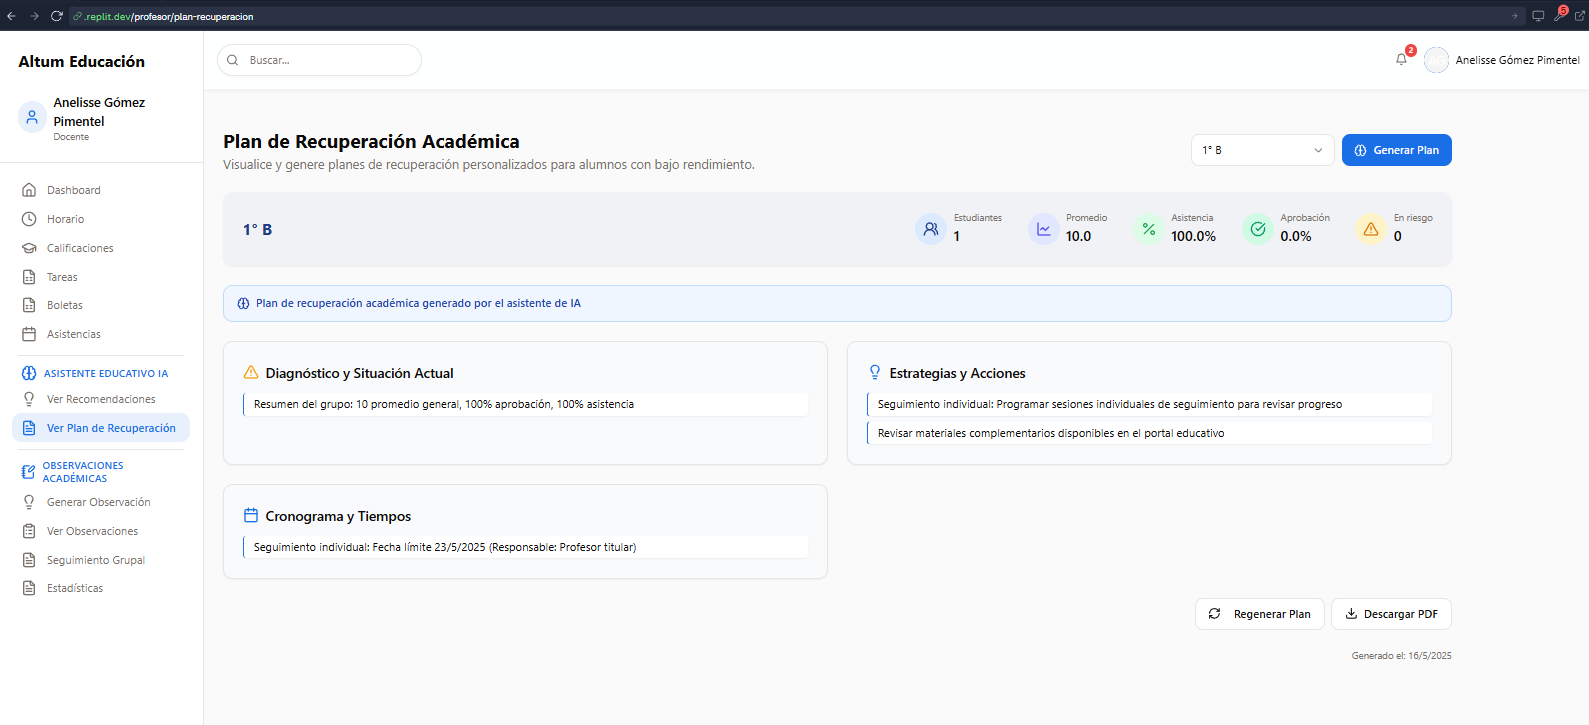 .replit.dev/profesor/plan-recuperacion
5
Altum Educación
Buscar...
2
Anelisse Gómez Pimentel
Anelisse Gómez
Pimentel
Docente
Dashboard
Horario
Calificaciones
Tareas
Boletas
Asistencias
ASISTENTE EDUCATIVO IA
Ver Recomendaciones
Ver Plan de Recuperación
OBSERVACIONES
ACADÉMICAS
Generar Observación
Ver Observaciones
Seguimiento Grupal
Estadísticas
Plan de Recuperación Académica
Visualice y genere planes de recuperación personalizados para alumnos con bajo rendimiento.
1° B
Generar Plan
1° B
Estudiantes
1
Promedio
10.0
Asistencia
100.0%
Aprobación
0.0%
En riesgo
0
Plan de recuperación académica generado por el asistente de IA
Diagnóstico y Situación Actual
Resumen del grupo: 10 promedio general, 100% aprobación, 100% asistencia
Estrategias y Acciones
Seguimiento individual: Programar sesiones individuales de seguimiento para revisar progreso
Revisar materiales complementarios disponibles en el portal educativo
Cronograma y Tiempos
Seguimiento individual: Fecha límite 23/5/2025 (Responsable: Profesor titular)
Regenerar Plan
Descargar PDF
Generado el: 16/5/2025